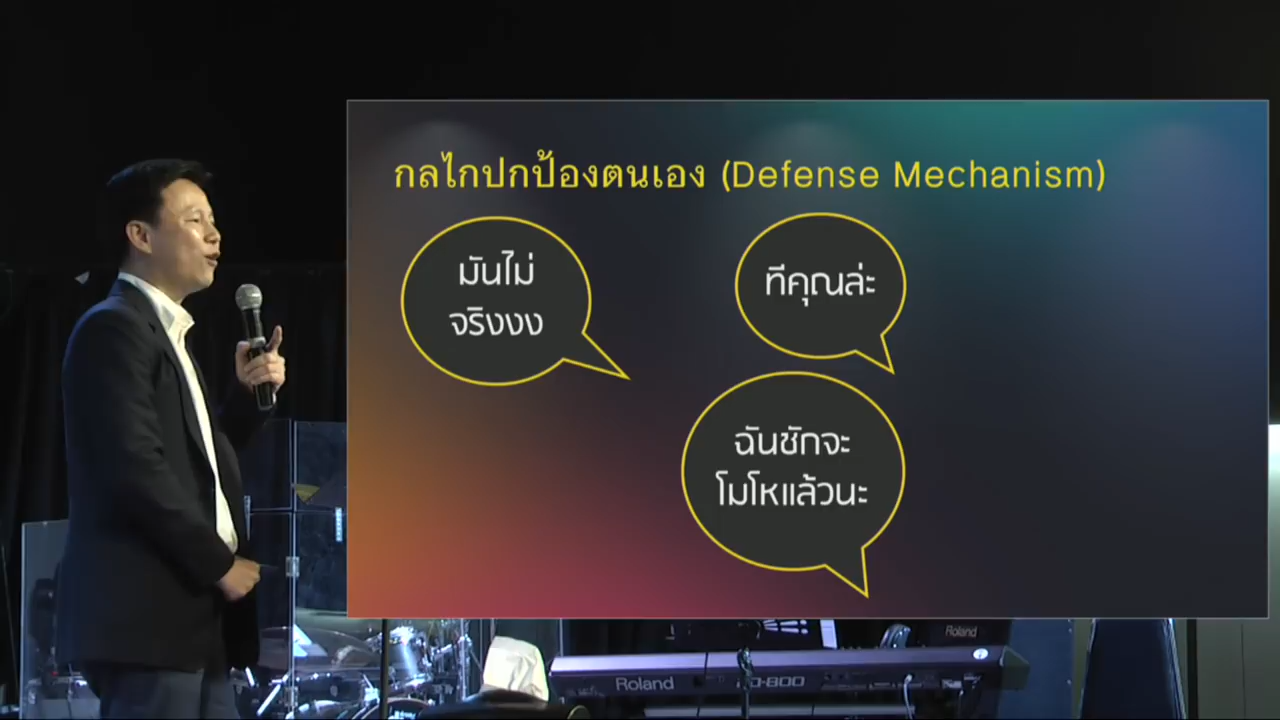 กลไกปกป้องตนเอง (Defense Mechanism)
มันไม่
จริงงง
ทีคุณล่ะ
ฉันชักจะ
โมโหแล้วนะ
Roland
Roland